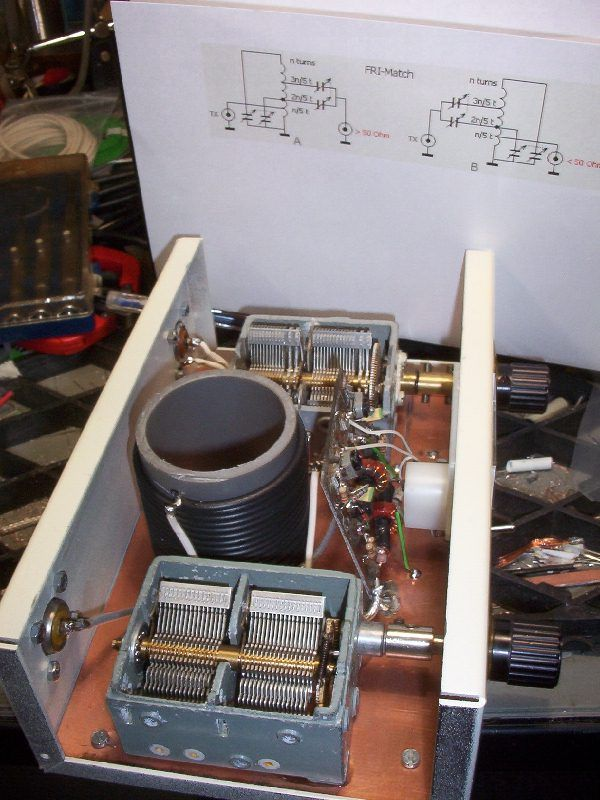 FRI-Match
n turns
3n/5 t
2n/5 t
n/5 t
TX
> 50 Ohm
A
n turns
3n/5 t
2n/5 t
n/5 t
TX
< 50 Ohm
B